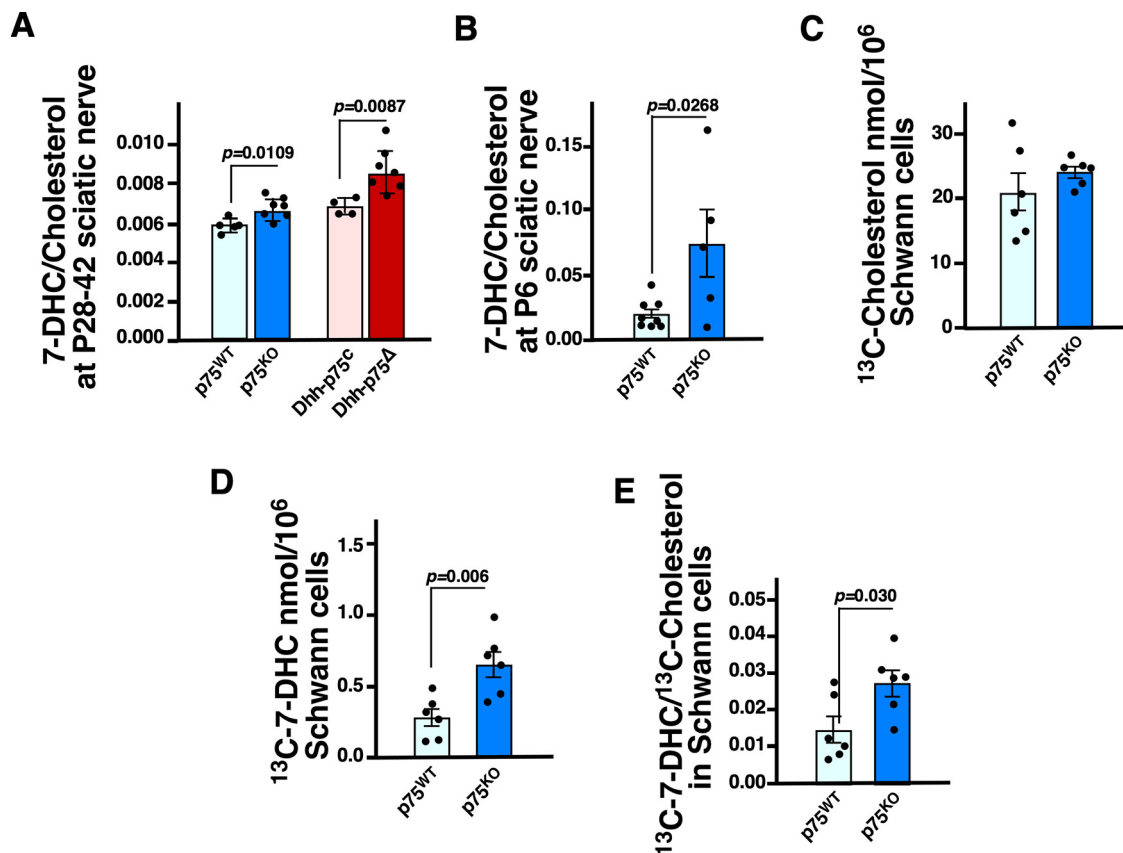 A
7-DHC/Cholesterol
at P28-42 sciatic nerve
0.010
0.008
0.006
0.004
0.002
0.000
p=0.0109
p=0.0087
p75WT
p75KO
Dhh-p75c
Dhh-p75Δ
B
7-DHC/Cholesterol
at P6 sciatic nerve
0.15
0.10
0.05
0.00
p=0.0268
p75WT
p75KO
C
13C-Cholesterol nmol/106
Schwann cells
30
20
10
0
p75WT
p75KO
D
13C-7-DHC nmol/106
Schwann cells
1.5
1.0
0.5
0.0
p=0.006
p75WT
p75KO
E
13C-7-DHC/13C-Cholesterol
in Schwann cells
0.05
0.04
0.03
0.02
0.01
0.00
p=0.030
p75WT
p75KO